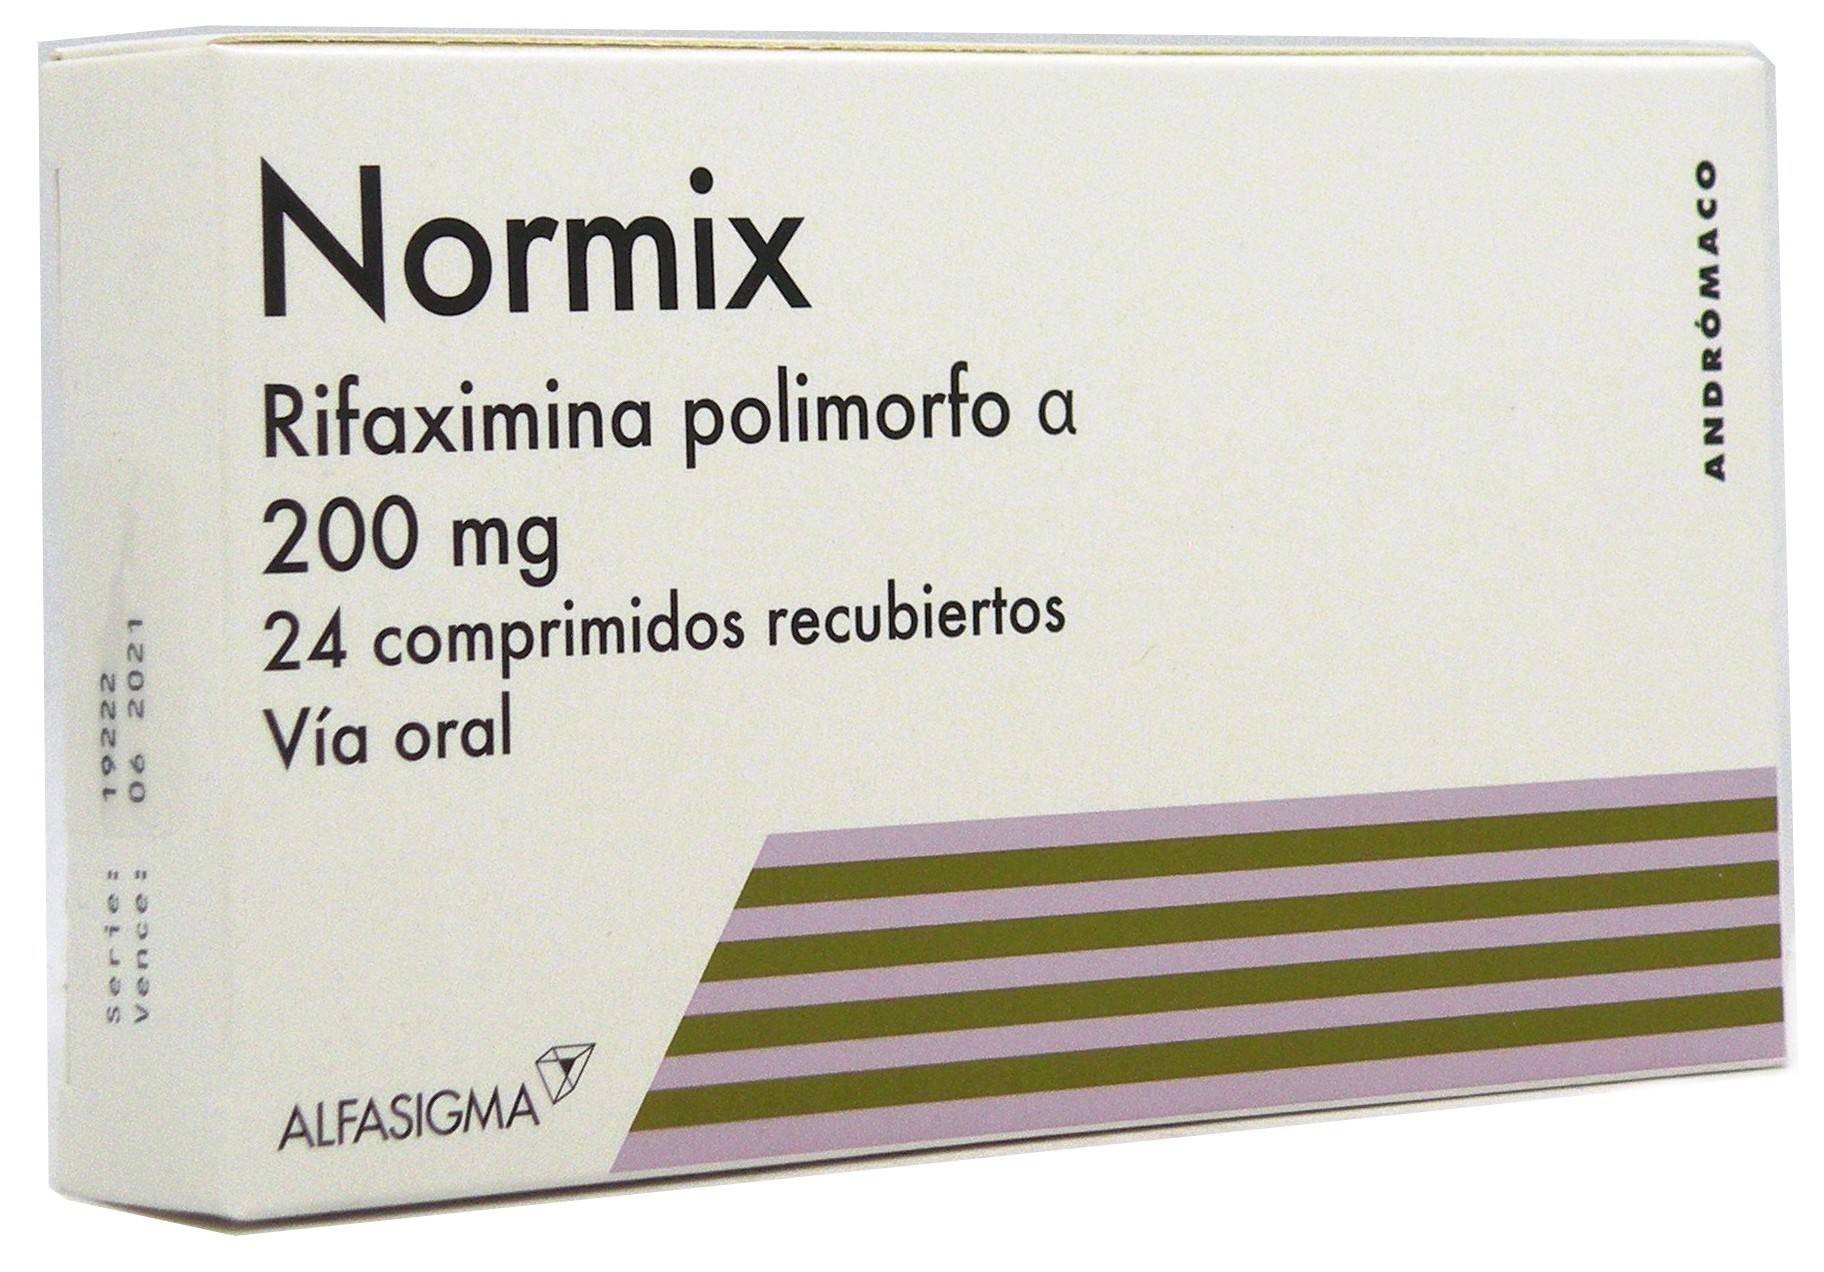 Normix
Rifaximina polimorfo α
200 mg
24 comprimidos recubiertos
Vía oral
ALFASIGMA
ANDRÓMACO
Serie: 19222
Vence: 06 2021